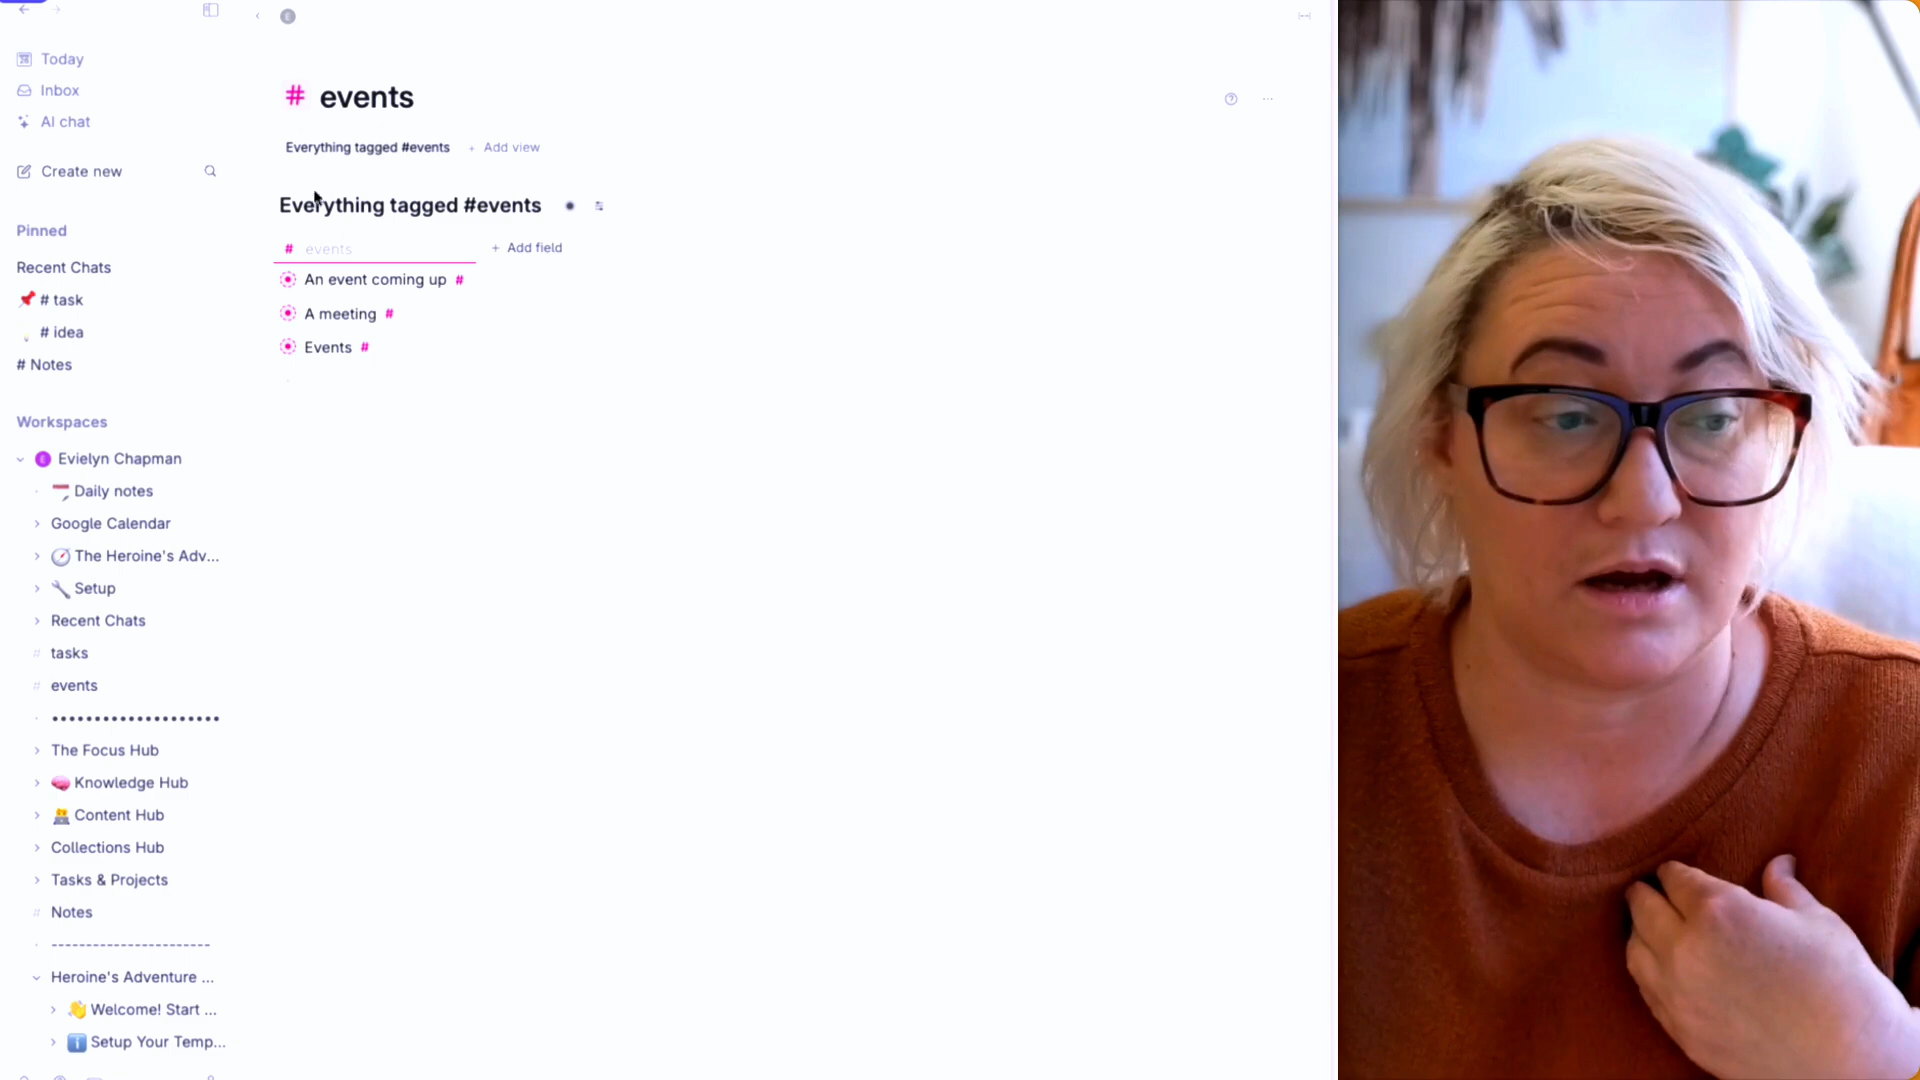 Today
Inbox
AI chat
Create new
Pinned
Recent Chats
# task
# idea
# Notes
Workspaces
E Evielyn Chapman
Daily notes
Google Calendar
The Heroine's Adv...
Setup
Recent Chats
# tasks
# events
••••••••••••••••••••
The Focus Hub
Knowledge Hub
Content Hub
Collections Hub
Tasks & Projects
# Notes
-----------------------
Heroine's Adventure ...
Welcome! Start ...
Setup Your Temp...
E
# events
Everything tagged #events + Add view
Everything tagged #events
# events + Add field
An event coming up #
A meeting #
Events #